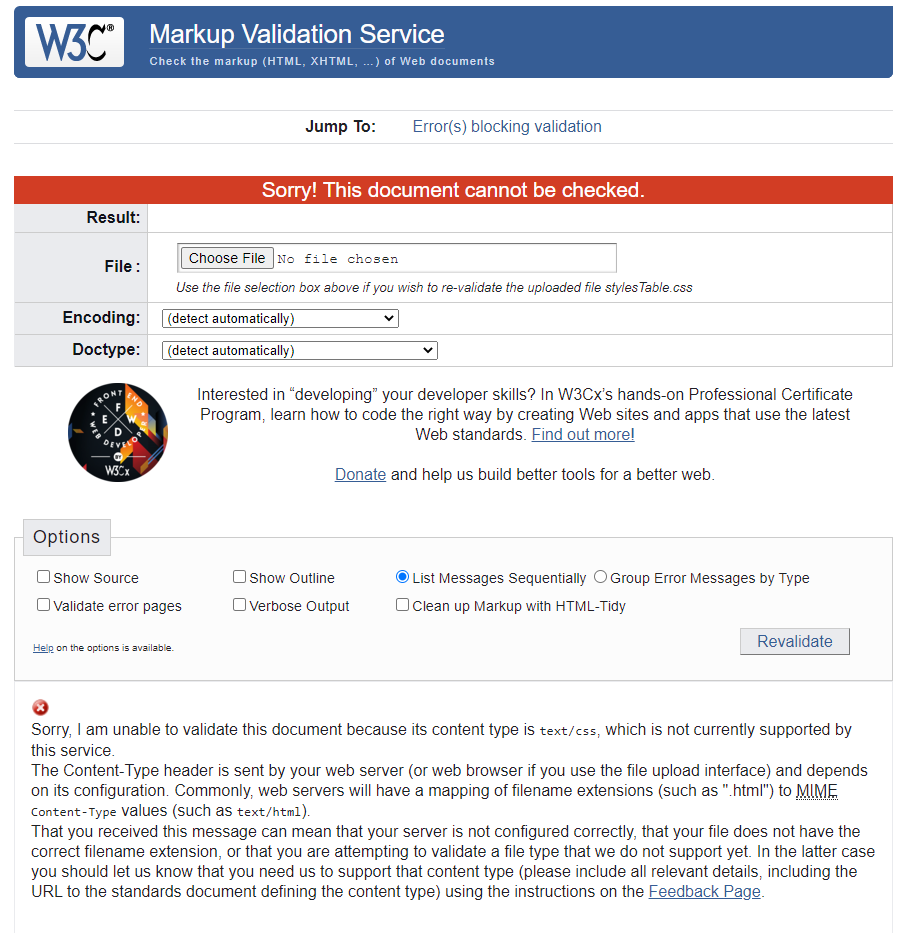 W3C®
Markup Validation Service
Check the markup (HTML, XHTML, …) of Web documents
Jump To: Error(s) blocking validation
Sorry! This document cannot be checked.
Result:
File : Choose File No file chosen
Use the file selection box above if you wish to re-validate the uploaded file stylesTable.css
Encoding: (detect automatically)
Doctype: (detect automatically)
FRONT END
F
E W
D
WEB DEVELOPER
BY
W3Cx
Interested in “developing” your developer skills? In W3Cx’s hands-on Professional Certificate
Program, learn how to code the right way by creating Web sites and apps that use the latest
Web standards. Find out more!
Donate and help us build better tools for a better web.
Options
Show Source Show Outline List Messages Sequentially Group Error Messages by Type
Validate error pages Verbose Output Clean up Markup with HTML-Tidy
Help on the options is available.
Revalidate
Sorry, I am unable to validate this document because its content type is text/css, which is not currently supported by
this service.
The Content-Type header is sent by your web server (or web browser if you use the file upload interface) and depends
on its configuration. Commonly, web servers will have a mapping of filename extensions (such as ".html") to MIME
Content-Type values (such as text/html).
That you received this message can mean that your server is not configured correctly, that your file does not have the
correct filename extension, or that you are attempting to validate a file type that we do not support yet. In the latter case
you should let us know that you need us to support that content type (please include all relevant details, including the
URL to the standards document defining the content type) using the instructions on the Feedback Page.